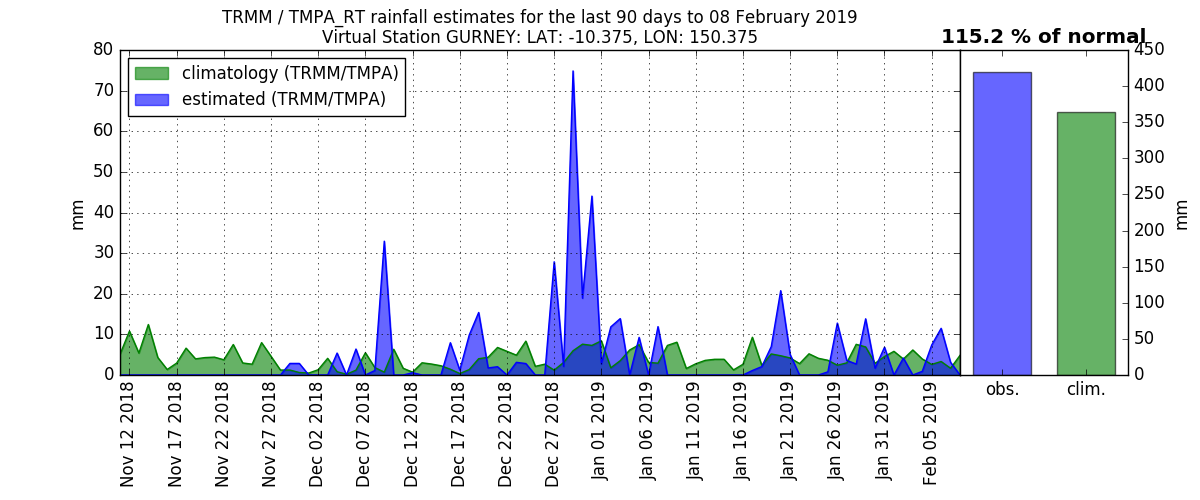 TRMM / TMPA_RT rainfall estimates for the last 90 days to 08 February 2019
Virtual Station GURNEY: LAT: -10.375, LON: 150.375
115.2 % of normal
climatology (TRMM/TMPA)
estimated (TRMM/TMPA)
mm
80
70
60
50
40
30
20
10
0
Nov 12 2018
Nov 17 2018
Nov 22 2018
Nov 27 2018
Dec 02 2018
Dec 07 2018
Dec 12 2018
Dec 17 2018
Dec 22 2018
Dec 27 2018
Jan 01 2019
Jan 06 2019
Jan 11 2019
Jan 16 2019
Jan 21 2019
Jan 26 2019
Jan 31 2019
Feb 05 2019
450
400
350
300
250
200
150
100
50
0
mm
obs.
clim.